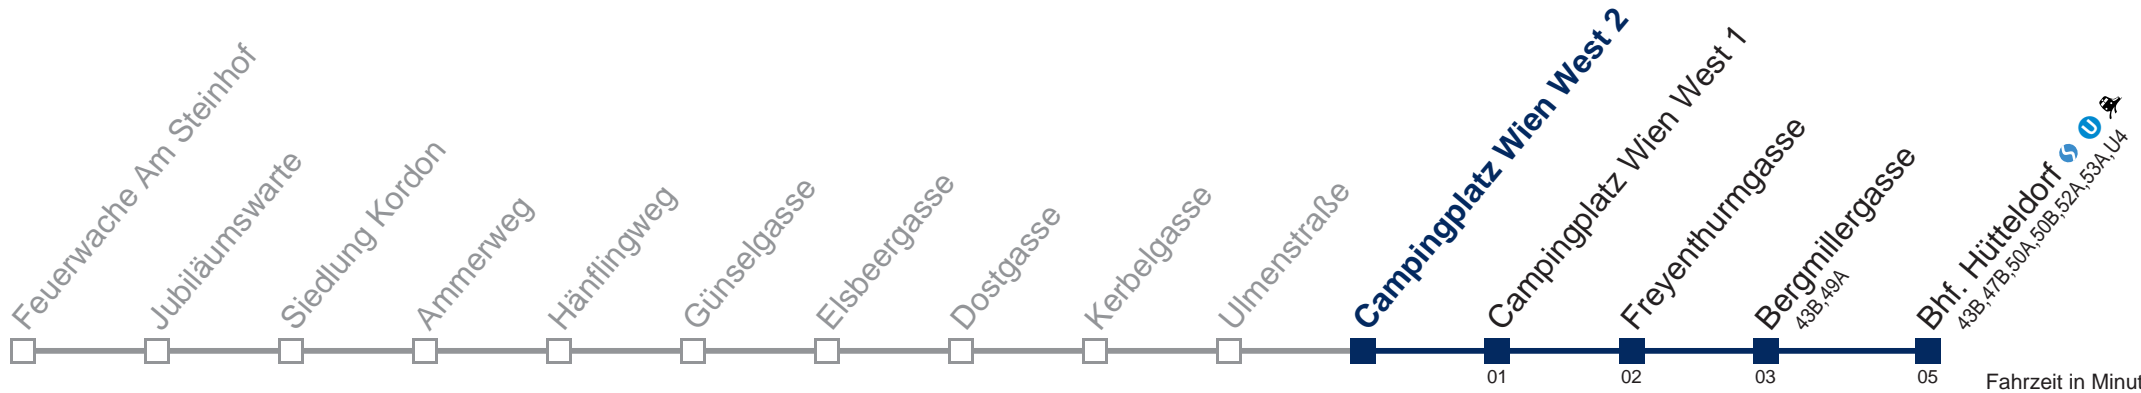 Feuerwache Am Steinhof
Jubiläumswarte
Siedlung Kordon
Ammerweg
Hänflingweg
Günselgasse
Elsbeergasse
Dostgasse
Kerbelgasse
Ulmenstraße
Campingplatz Wien West 2
Campingplatz Wien West 1
01
Freyenthurmgasse
02
Bergmillergasse
43B,49A
03
Bhf. Hütteldorf S U
43B,47B,50A,50B,52A,53A,U4
05
Fahrzeit in Minut